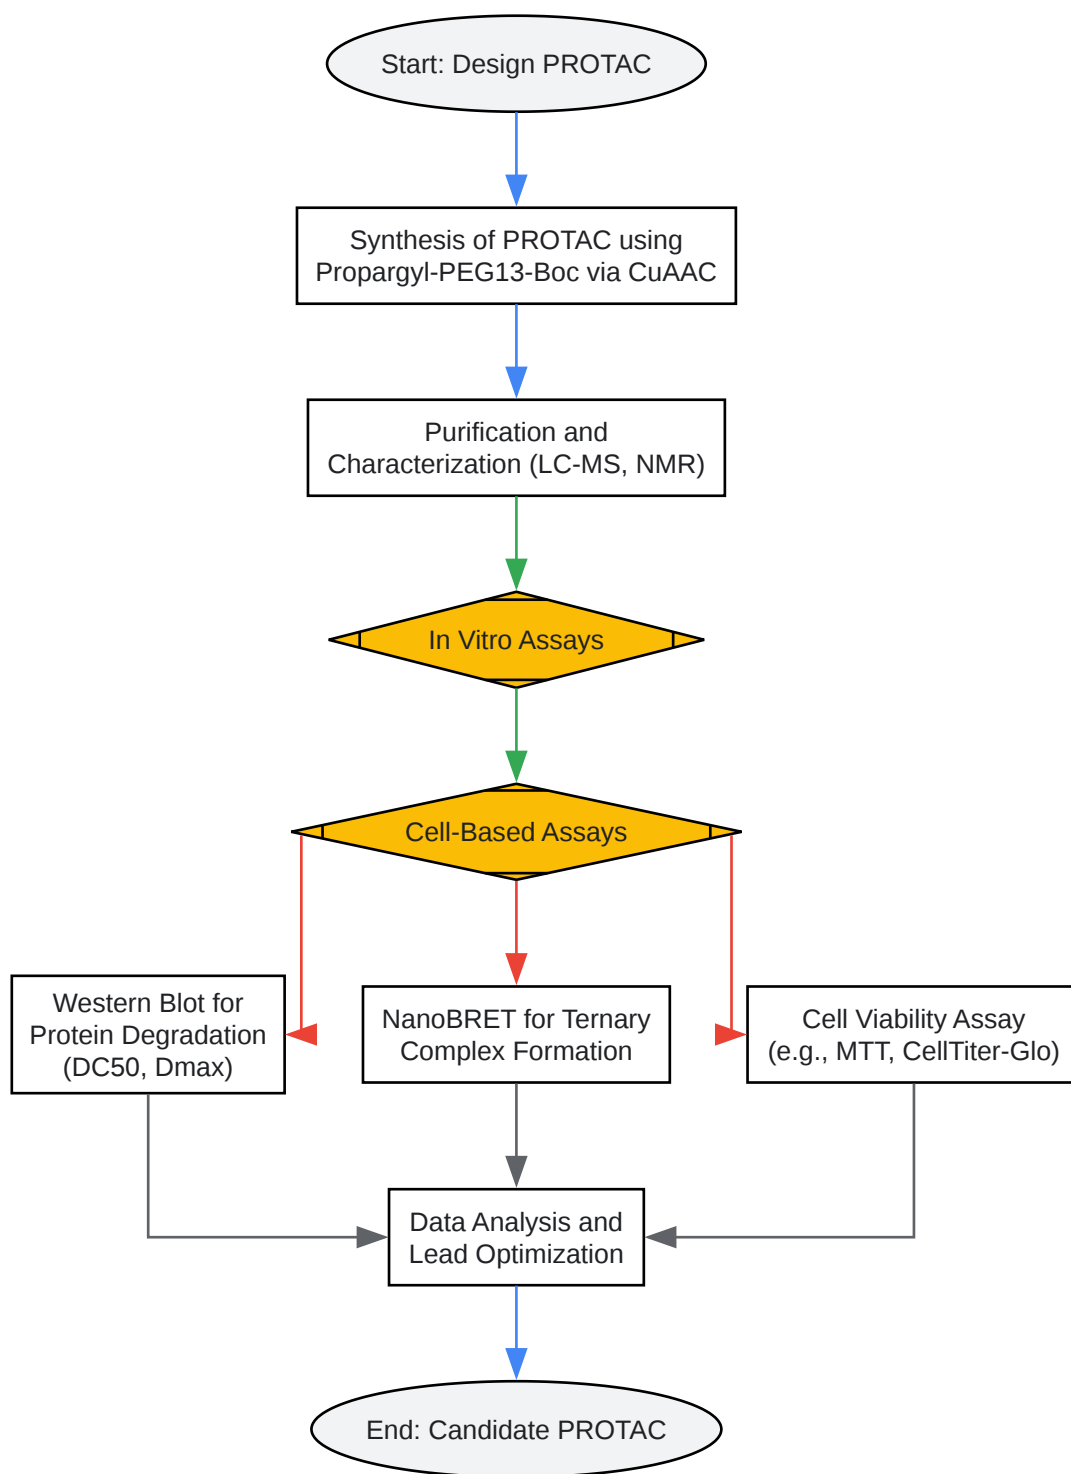 Start: Design PROTAC
Synthesis of PROTAC using
Propargyl-PEG13-Boc via CuAAC
Purification and
Characterization (LC-MS, NMR)
In Vitro Assays
Cell-Based Assays
Western Blot for
Protein Degradation
(DC50, Dmax)
NanoBRET for Ternary
Complex Formation
Cell Viability Assay
(e.g., MTT, CellTiter-Glo)
Data Analysis and
Lead Optimization
End: Candidate PROTAC